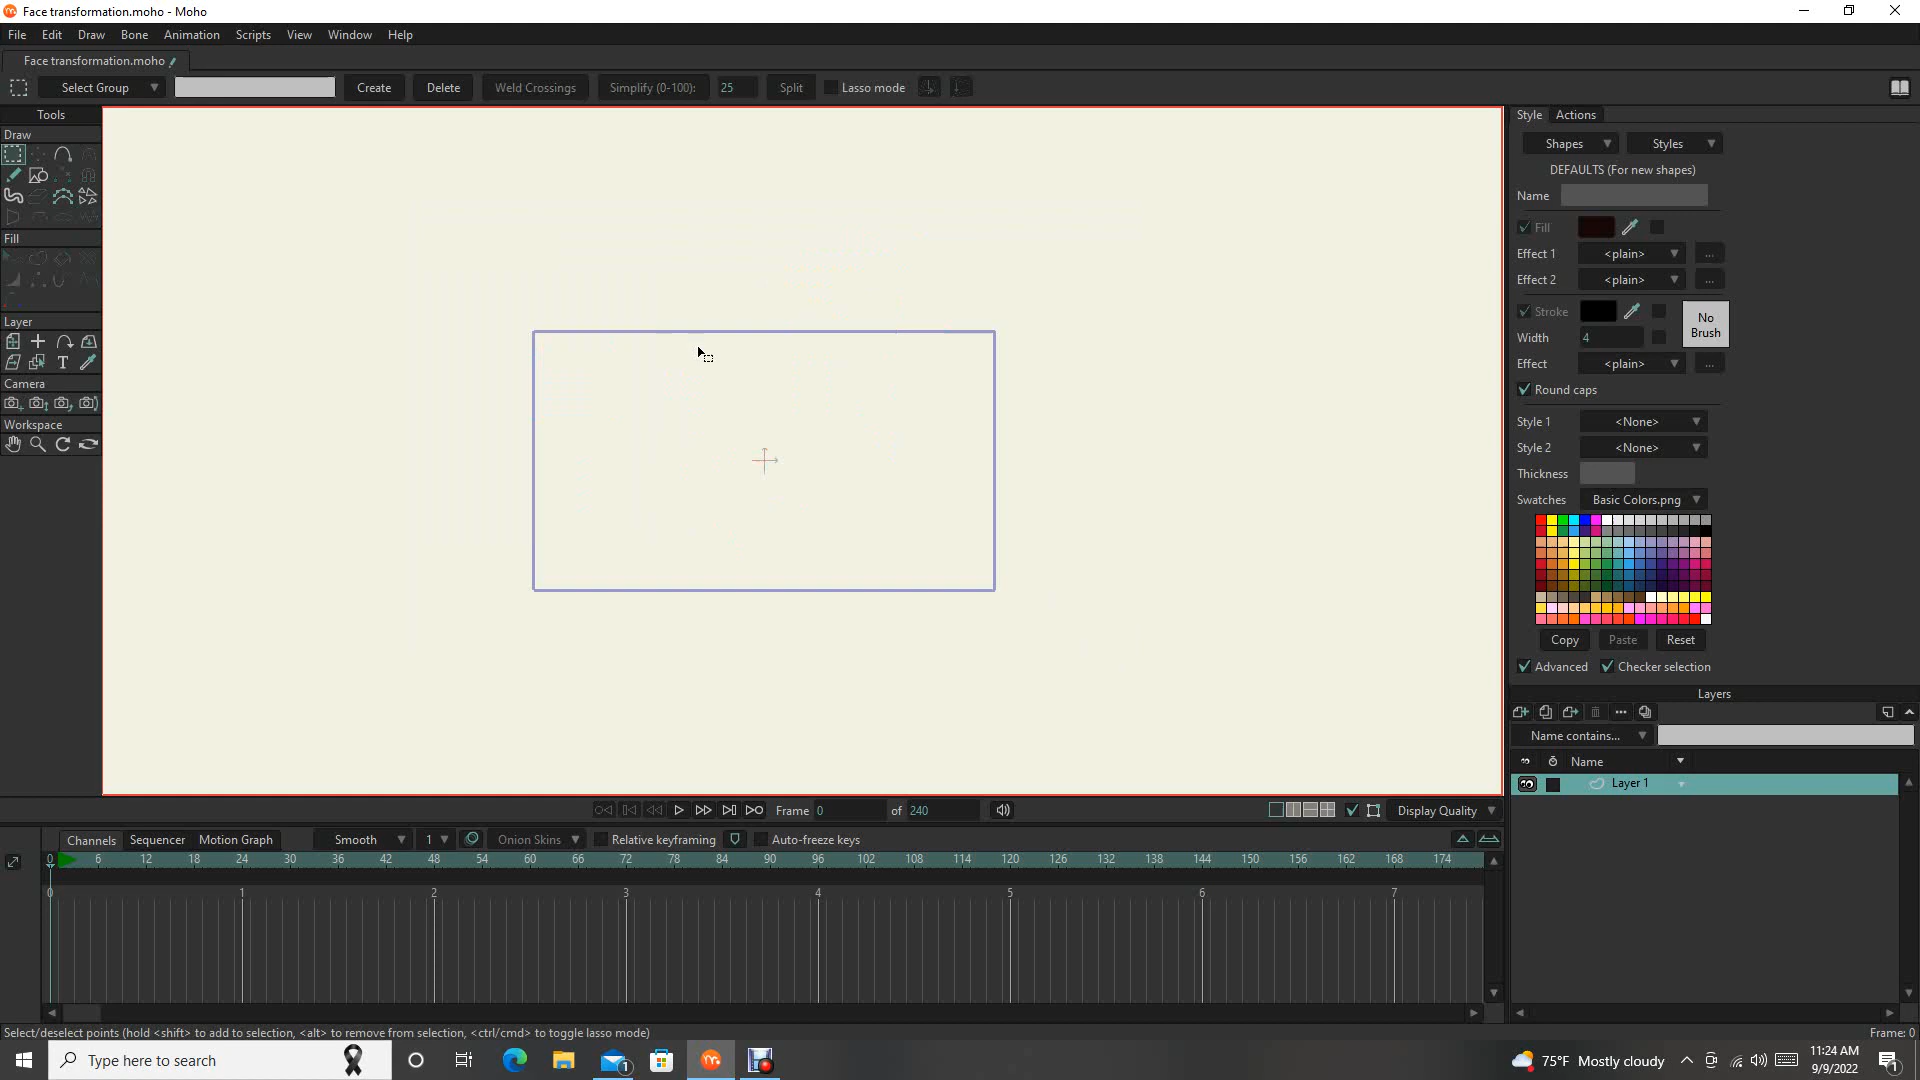 Face transformation.moho - Moho
File Edit Draw Bone Animation Scripts View Window Help
Face transformation.moho
Select Group Create Delete Weld Crossings Simplify (0-100): 25 Split Lasso mode
Tools
Draw
Fill
Layer
T
Camera
Workspace
Style Actions
Shapes Styles
DEFAULTS (For new shapes)
Name
Fill
Effect 1 <plain> ...
Effect 2 <plain> ...
Stroke
No Brush
Width 4
Effect <plain> ...
Round caps
Style 1 <None>
Style 2 <None>
Thickness
Swatches Basic Colors.png
Copy Paste Reset
Advanced Checker selection
Layers
Name contains...
Name
Layer 1
Frame 0 of 240 Display Quality
Channels Sequencer Motion Graph Smooth 1 Onion Skins Relative keyframing Auto-freeze keys
0 6 12 18 24 30 36 42 48 54 60 66 72 78 84 90 96 102 108 114 120 126 132 138 144 150 156 162 168 174
0 1 2 3 4 5 6 7
Select/deselect points (hold <shift> to add to selection, <alt> to remove from selection, <ctrl/cmd> to toggle lasso mode) Frame: 0
Type here to search 1 75°F Mostly cloudy 11:24 AM
9/9/2022 1